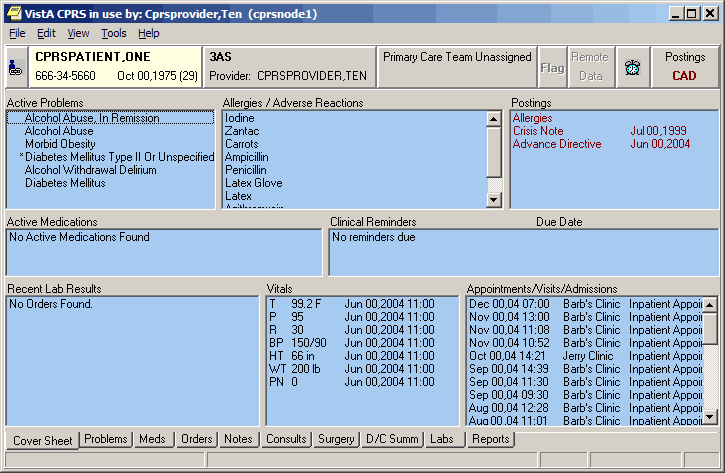 VistA CPRS in use by: Cprsprovider,Ten (cprsnode1)
File Edit View Tools Help
CPRSPATIENT,ONE
666-34-5660 Oct 00,1975 (29)
3AS
Provider: CPRSPROVIDER,TEN
Primary Care Team Unassigned
Flag
Remote
Data
Postings
CAD
Active Problems
Alcohol Abuse, In Remission
Alcohol Abuse
Morbid Obesity
*Diabetes Mellitus Type II Or Unspecified
Alcohol Withdrawal Delirium
Diabetes Mellitus
Allergies / Adverse Reactions
Iodine
Zantac
Carrots
Ampicillin
Penicillin
Latex Glove
Latex
Postings
Allergies
Crisis Note Jul 00,1999
Advance Directive Jun 00,2004
Active Medications
No Active Medications Found
Clinical Reminders Due Date
No reminders due
Recent Lab Results
No Orders Found.
Vitals
T 99.2 F Jun 00,2004 11:00
P 95 Jun 00,2004 11:00
R 30 Jun 00,2004 11:00
BP 150/90 Jun 00,2004 11:00
HT 66 in Jun 00,2004 11:00
WT 200 lb Jun 00,2004 11:00
PN 0 Jun 00,2004 11:00
Appointments/Visits/Admissions
Dec 00,04 07:00 Barb's Clinic Inpatient Appoin
Nov 00,04 13:00 Barb's Clinic Inpatient Appoin
Nov 00,04 11:08 Barb's Clinic Inpatient Appoin
Nov 00,04 10:52 Barb's Clinic Inpatient Appoin
Oct 00,04 14:21 Jerry Clinic Inpatient Appoin
Sep 00,04 14:39 Barb's Clinic Inpatient Appoin
Sep 00,04 11:30 Barb's Clinic Inpatient Appoin
Sep 00,04 09:30 Barb's Clinic Inpatient Appoin
Aug 00,04 12:28 Barb's Clinic Inpatient Appoin
Aug 00,04 11:01 Barb's Clinic Inpatient Appoin
Cover Sheet Problems Meds Orders Notes Consults Surgery D/C Summ Labs Reports